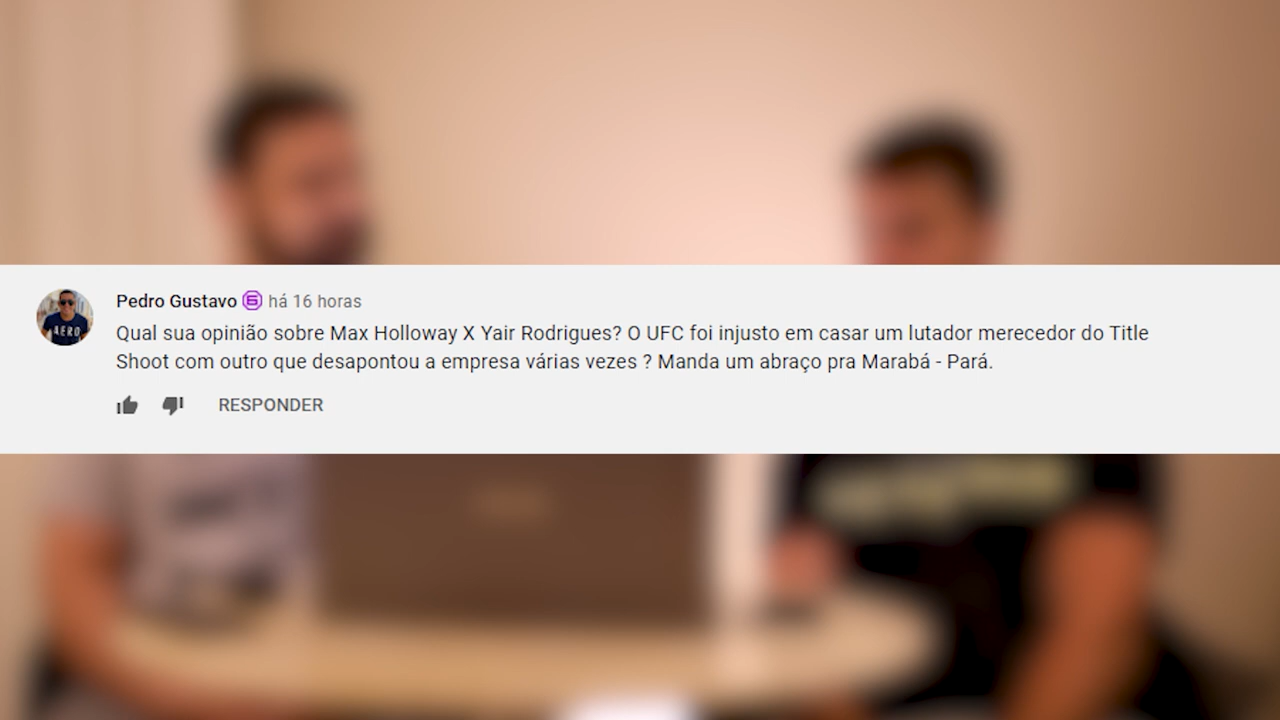 Pedro Gustavo 6 há 16 horas
Qual sua opinião sobre Max Holloway X Yair Rodrigues? O UFC foi injusto em casar um lutador merecedor do Title
Shoot com outro que desapontou a empresa várias vezes ? Manda um abraço pra Marabá - Pará.
RESPONDER
AERO